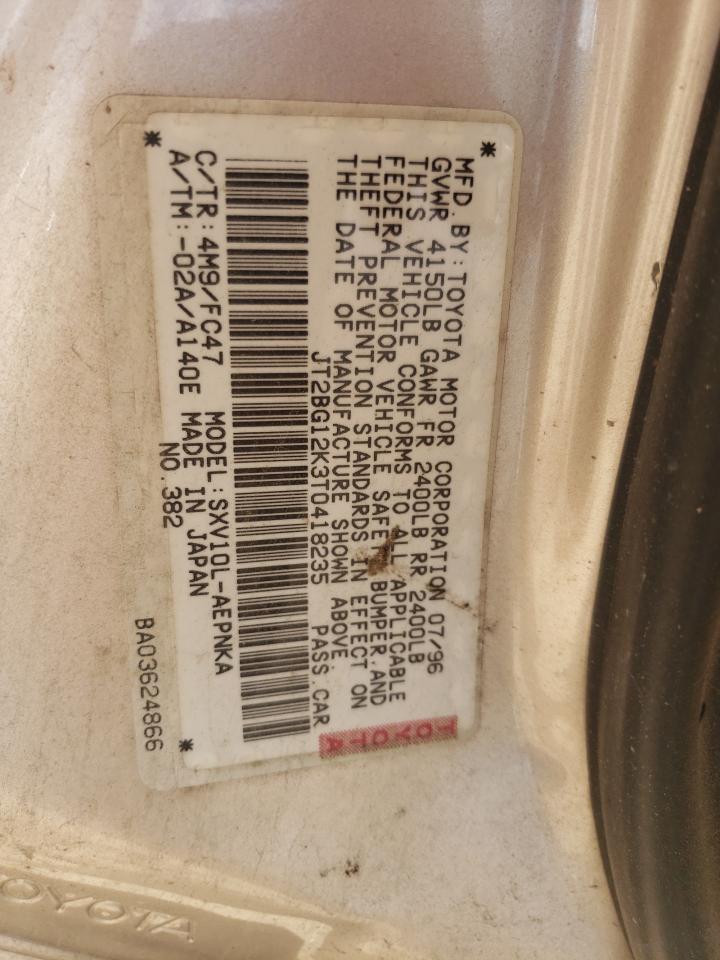 MFD. BY: TOYOTA MOTOR CORPORATION 07/96
GVWR 4150LB GAWR FR 2400LB RR 2400LB
THIS VEHICLE CONFORMS TO ALL APPLICABLE
FEDERAL MOTOR VEHICLE SAFETY, BUMPER, AND
THEFT PREVENTION STANDARDS IN EFFECT ON
THE DATE OF MANUFACTURE SHOWN ABOVE.
JT2BG12K3T0418235 PASS.CAR
TOYO
TA
*
*
*
C/TR:4M9/FC47 MODEL:SXV10L-AEPNKA
A/TM:-02A/A140E MADE IN JAPAN
NO.382
BA03624866
TOYOTA